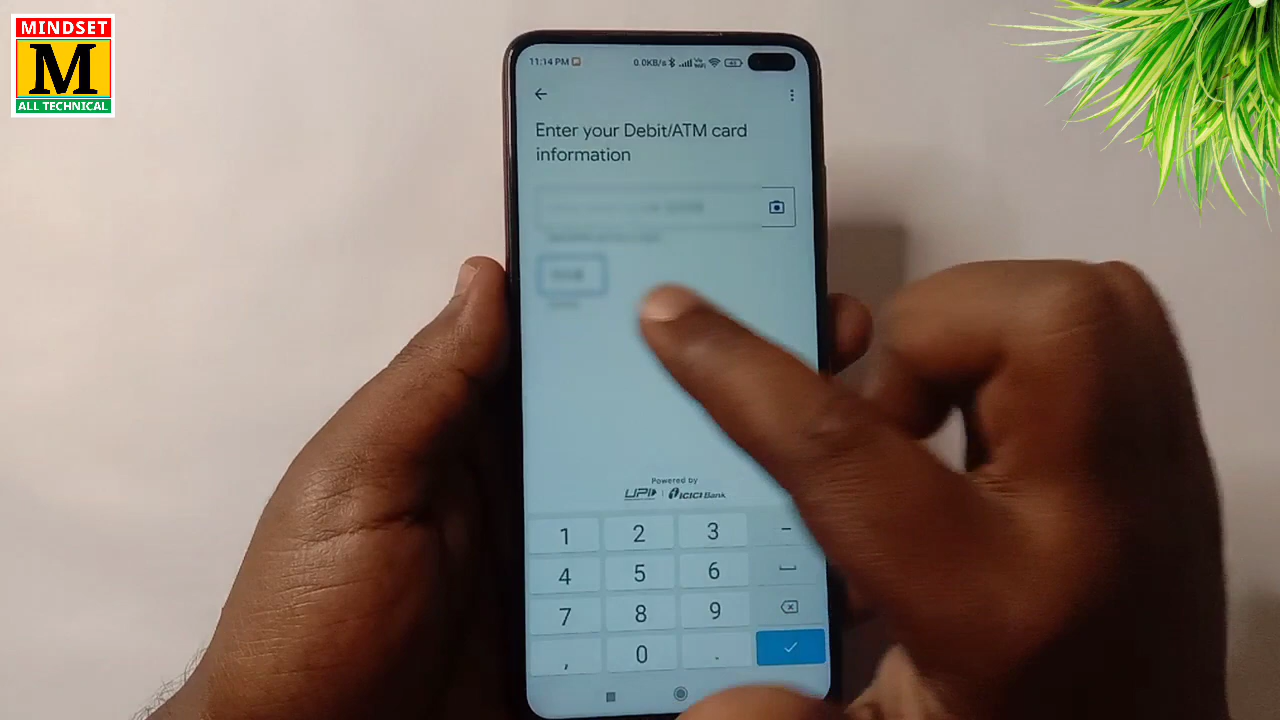 MINDSET
M
ALL TECHNICAL
11:14 PM
0.0KB/s
Enter your Debit/ATM card
information
Powered by
UPI | ICICI Bank
1 2 3 -
4 5 6
7 8 9
, 0 .